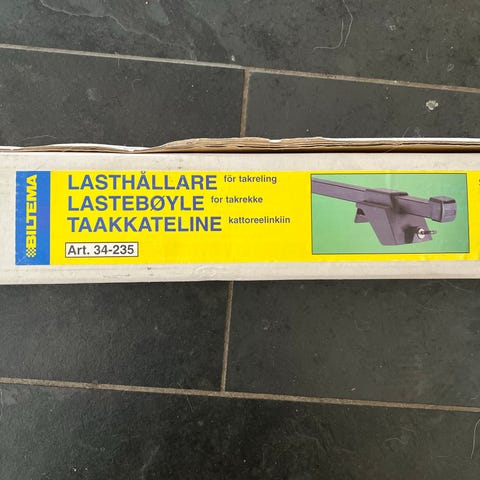 BILTEMA
LASTHÅLLARE för takreling
LASTEBØYLE for takrekke
TAAKKATELINE kattoreelinkiin
Art. 34-235